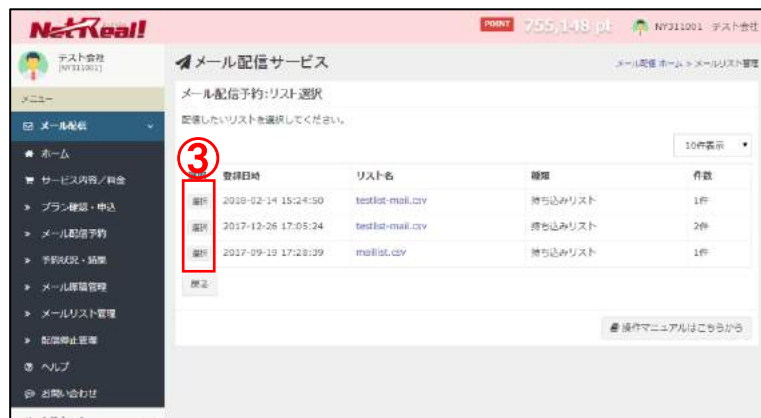 NetReal!
POINT 755,148 pt
NY311001 テスト会社
テスト会社
[NY311001]
メール配信サービス
メール配信 ホーム > メールリスト管理
メニュー
メール配信
ホーム
サービス内容/料金
プラン確認・申込
メール配信予約
予約状況・結果
メール原稿管理
メールリスト管理
配信停止管理
ヘルプ
お問い合わせ
メール配信予約:リスト選択
配信したいリストを選択してください。
10件表示
③
登録日時 リスト名 種類 件数
選択 2018-02-14 15:24:50 testlist-mail.csv 持ち込みリスト 1件
選択 2017-12-26 17:05:24 testlist-mail.csv 持ち込みリスト 2件
選択 2017-09-19 17:28:39 maillist.csv 持ち込みリスト 1件
戻る
操作マニュアルはこちらから